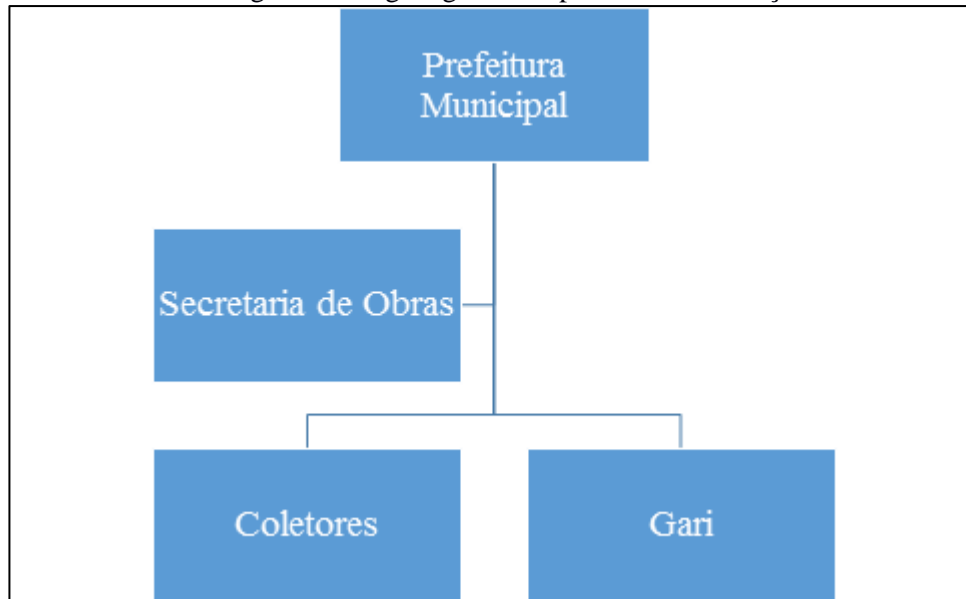 Prefeitura
Municipal
Secretaria de Obras
Coletores
Gari